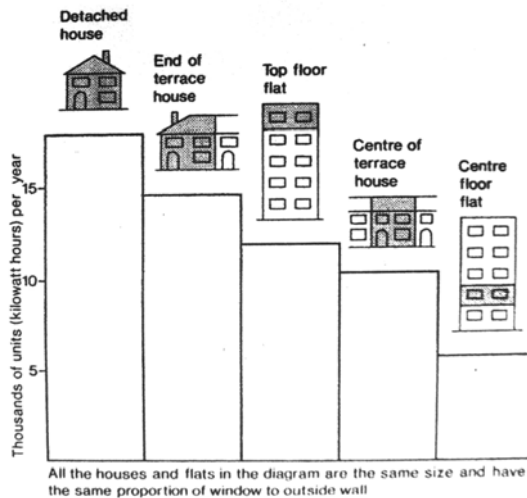 Detached
house
End of
terrace
house
Top floor
flat
Centre of
terrace
house
Centre
floor
flat
Thousands of units (kilowatt hours) per year
15
10
5
All the houses and flats in the diagram are the same size and have
the same proportion of window to outside wall